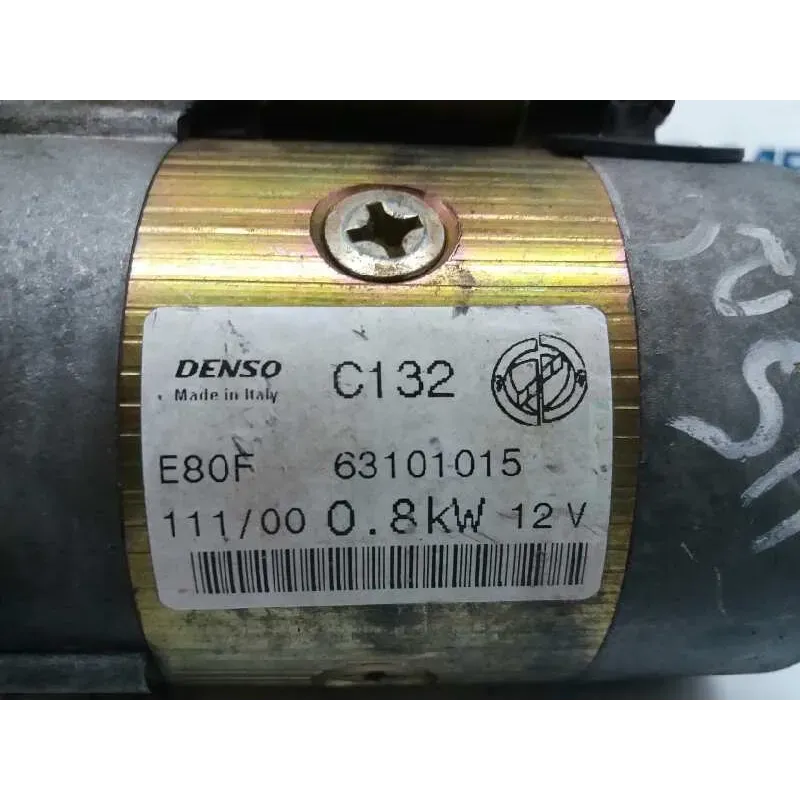 DENSO C132
Made in Italy
E80F 63101015
111/00 0.8kW 12 V